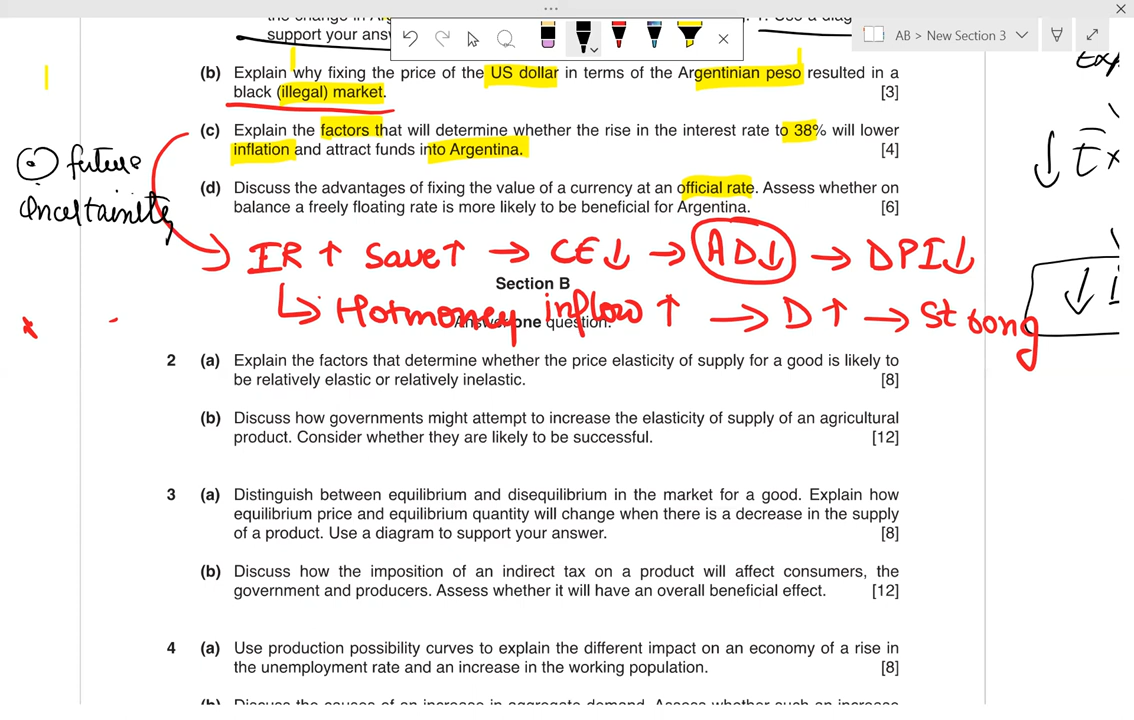 support your answ
AB > New Section 3
(b) Explain why fixing the price of the US dollar in terms of the Argentinian peso resulted in a
black (illegal) market. [3]
(c) Explain the factors that will determine whether the rise in the interest rate to 38% will lower
inflation and attract funds into Argentina. [4]
future
(d) Discuss the advantages of fixing the value of a currency at an official rate. Assess whether on
balance a freely floating rate is more likely to be beneficial for Argentina. [6]
IR ↑ Save ↑ → CE ↓ → AD ↓ → DPI ↓
Section B
Answer one question.
Hotmoney inflow ↑ → D ↑ → Strong
2 (a) Explain the factors that determine whether the price elasticity of supply for a good is likely to
be relatively elastic or relatively inelastic. [8]
(b) Discuss how governments might attempt to increase the elasticity of supply of an agricultural
product. Consider whether they are likely to be successful. [12]
3 (a) Distinguish between equilibrium and disequilibrium in the market for a good. Explain how
equilibrium price and equilibrium quantity will change when there is a decrease in the supply
of a product. Use a diagram to support your answer. [8]
(b) Discuss how the imposition of an indirect tax on a product will affect consumers, the
government and producers. Assess whether it will have an overall beneficial effect. [12]
4 (a) Use production possibility curves to explain the different impact on an economy of a rise in
the unemployment rate and an increase in the working population. [8]